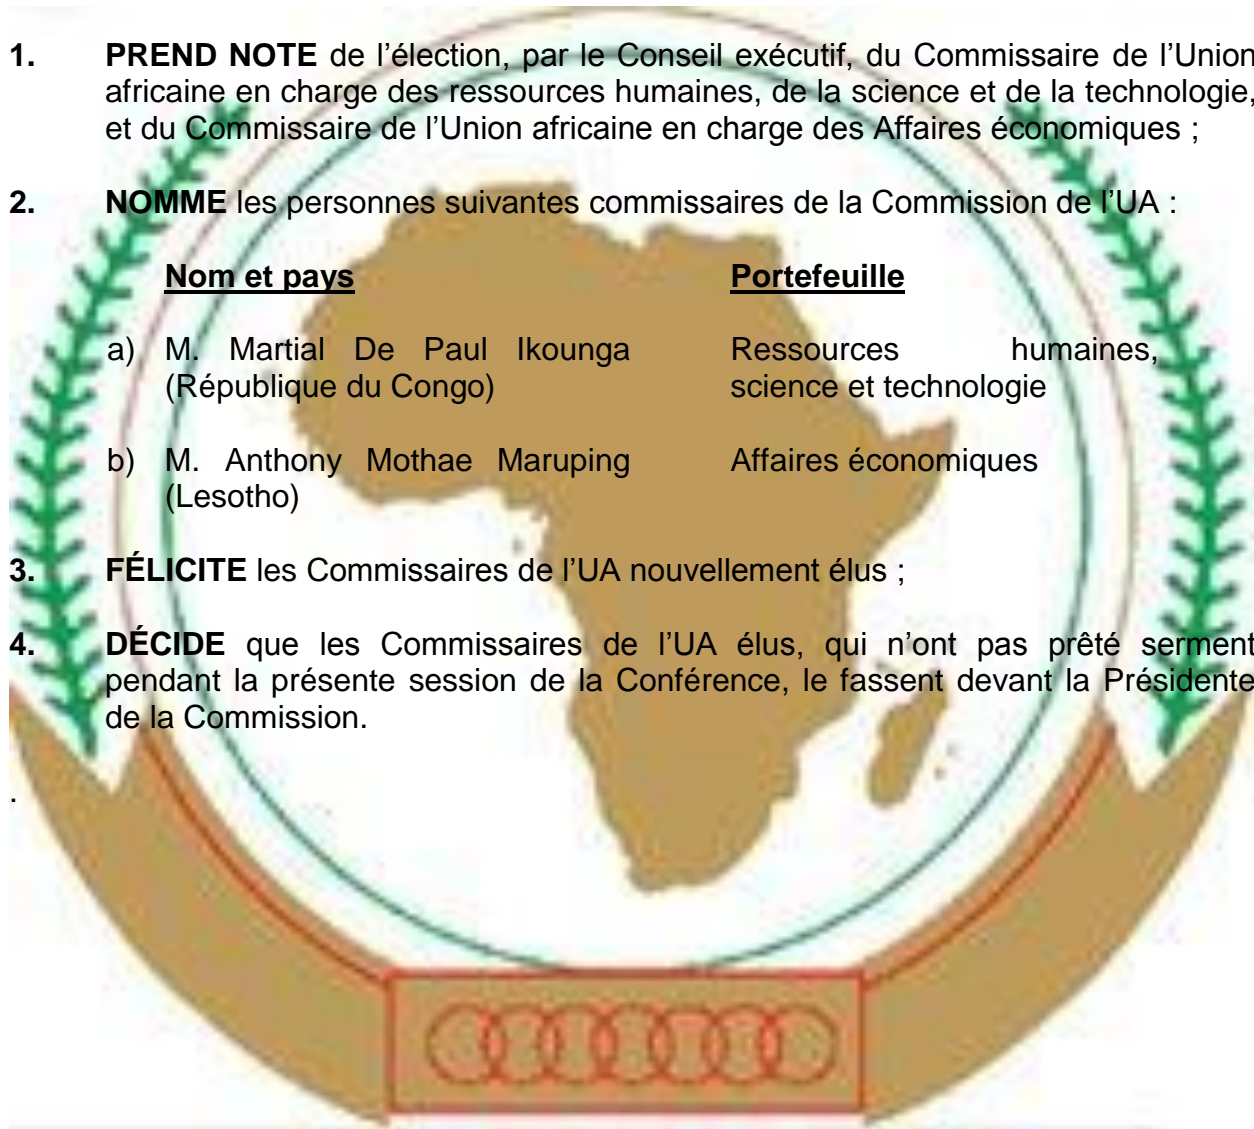 1. PREND NOTE de l’élection, par le Conseil exécutif, du Commissaire de l’Union
africaine en charge des ressources humaines, de la science et de la technologie,
et du Commissaire de l’Union africaine en charge des Affaires économiques ;
2. NOMME les personnes suivantes commissaires de la Commission de l’UA :
Nom et pays Portefeuille
a) M. Martial De Paul Ikounga Ressources humaines,
(République du Congo) science et technologie
b) M. Anthony Mothae Maruping Affaires économiques
(Lesotho)
3. FÉLICITE les Commissaires de l’UA nouvellement élus ;
4. DÉCIDE que les Commissaires de l’UA élus, qui n’ont pas prêté serment
pendant la présente session de la Conférence, le fassent devant la Présidente
de la Commission.
.